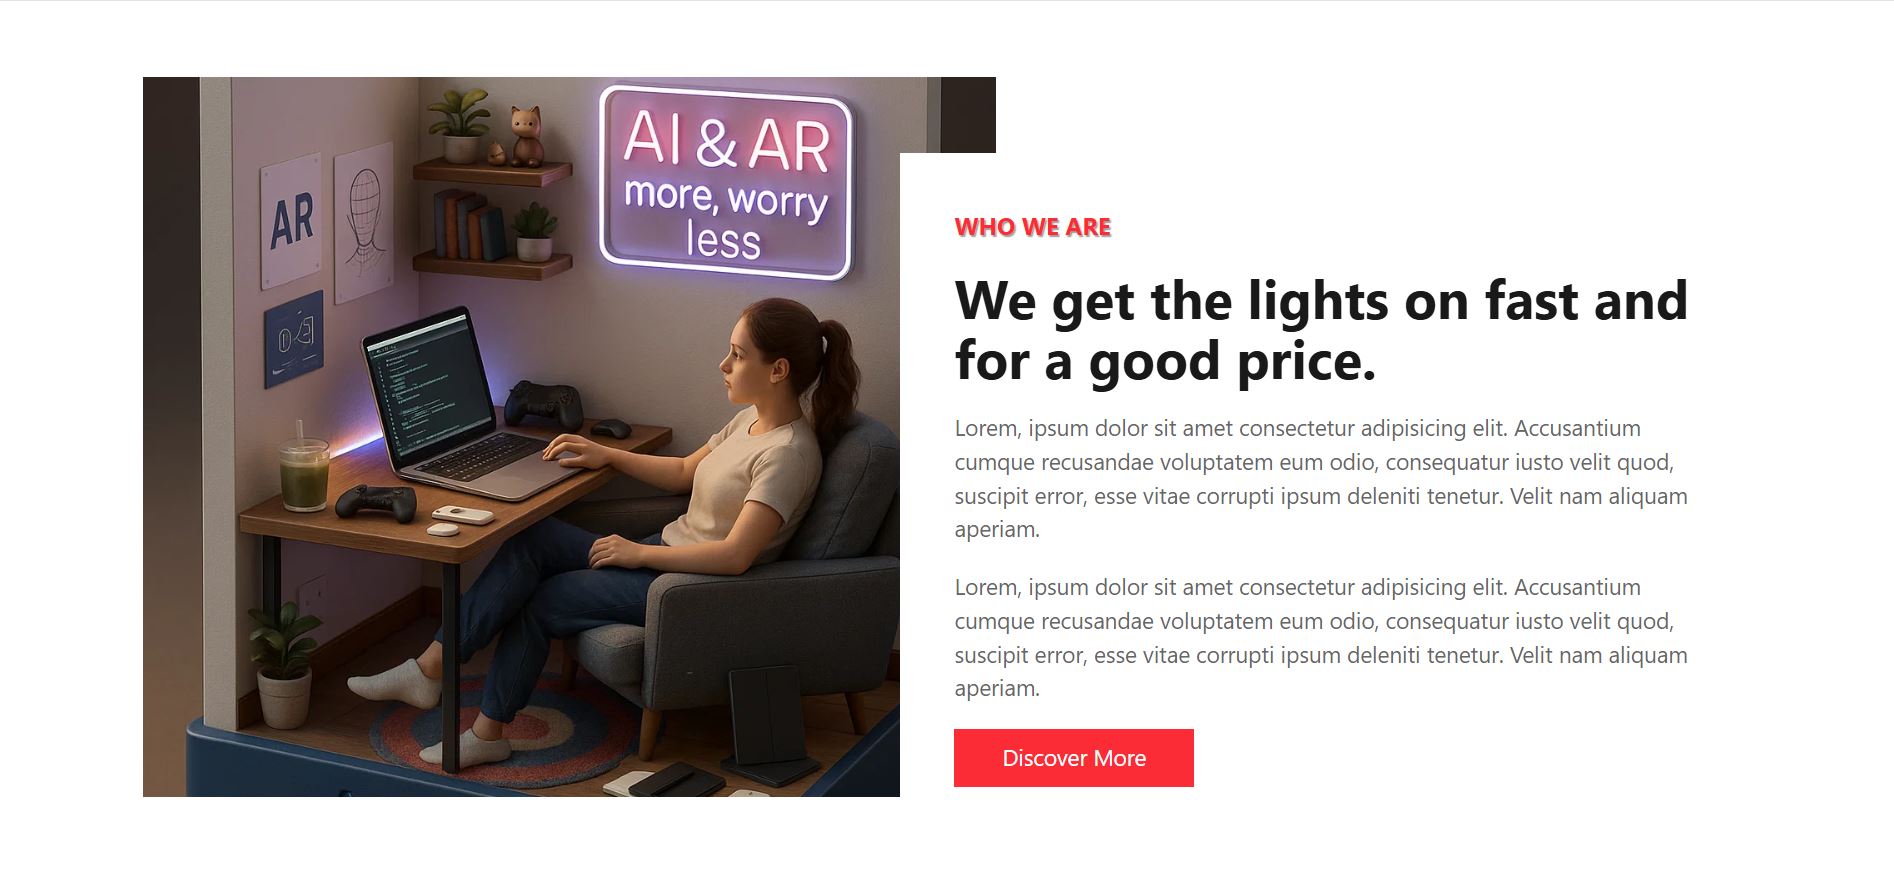 AI & AR
more, worry
less
AR
WHO WE ARE
We get the lights on fast and
for a good price.
Lorem, ipsum dolor sit amet consectetur adipisicing elit. Accusantium
cumque recusandae voluptatem eum odio, consequatur iusto velit quod,
suscipit error, esse vitae corrupti ipsum deleniti tenetur. Velit nam aliquam
aperiam.
Lorem, ipsum dolor sit amet consectetur adipisicing elit. Accusantium
cumque recusandae voluptatem eum odio, consequatur iusto velit quod,
suscipit error, esse vitae corrupti ipsum deleniti tenetur. Velit nam aliquam
aperiam.
Discover More